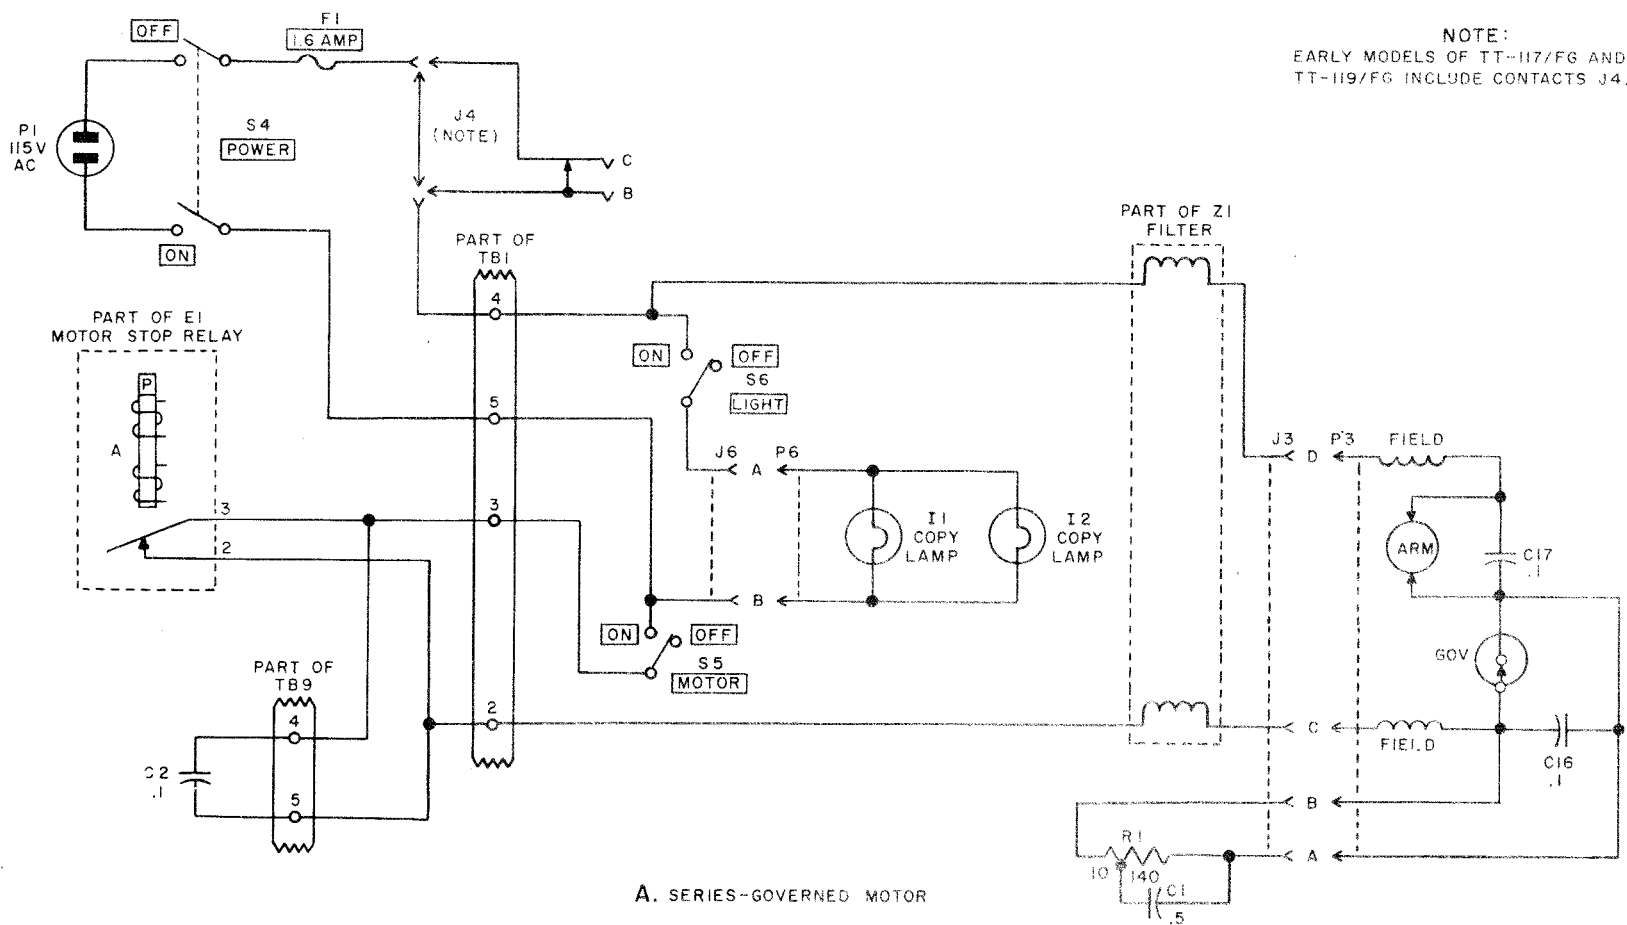 OFF
F1
1.6 AMP
NOTE:
EARLY MODELS OF TT-117/FG AND
TT-119/FG INCLUDE CONTACTS J4.
P1
115V
AC
S4
POWER
J4
(NOTE)
C
B
ON
PART OF
TB1
PART OF Z1
FILTER
4
PART OF E1
MOTOR STOP RELAY
ON
OFF
S6
LIGHT
P
A
5
J6
A
P6
J3
D
P3
FIELD
3
3
2
I1
COPY
LAMP
I2
COPY
LAMP
ARM
C17
.1
B
ON
OFF
S5
MOTOR
GOV
PART OF
TB9
4
2
C
FIELD
C16
.1
C2
.1
5
B
R1
10
140
A
C1
.5
A. SERIES-GOVERNED MOTOR